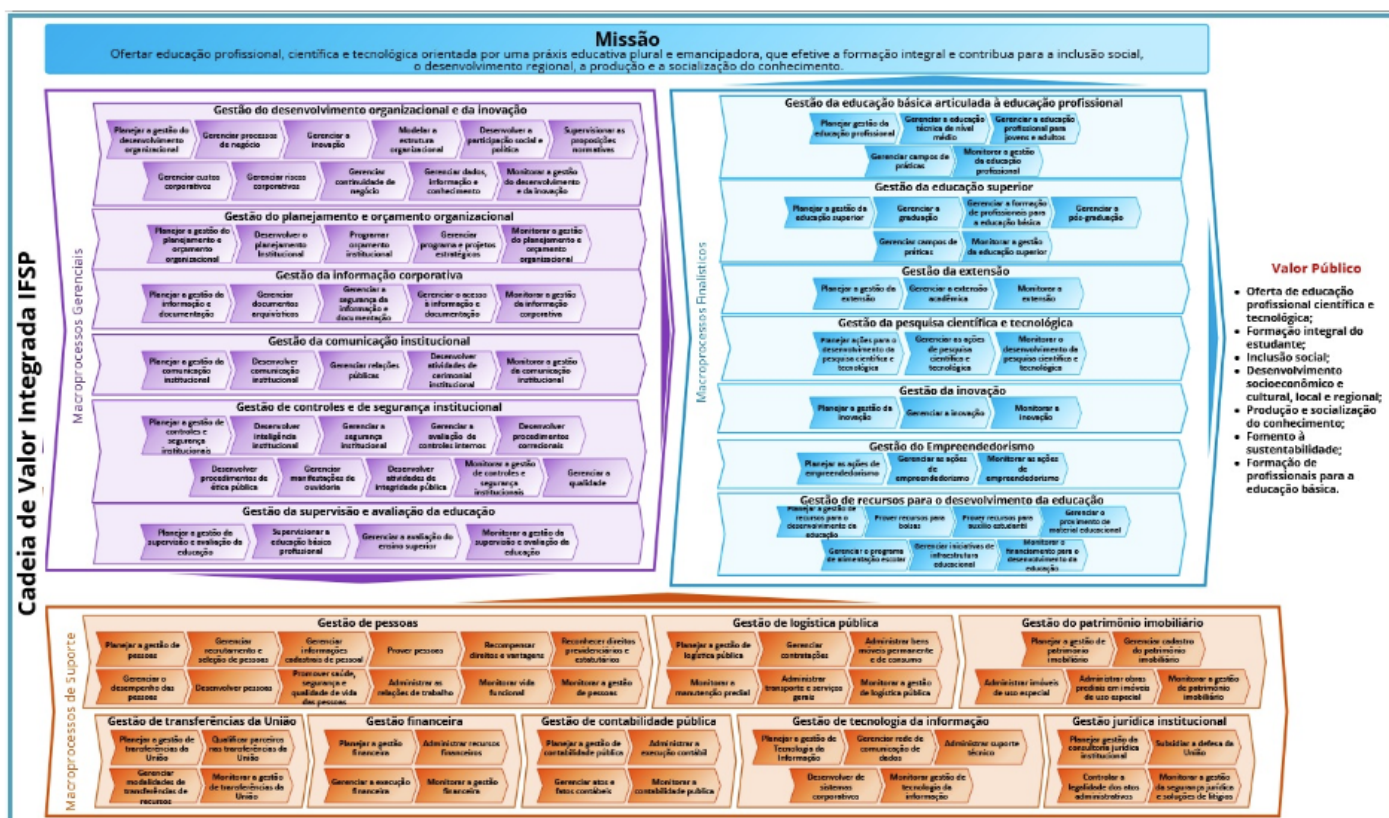 Missão
Ofertar educação profissional, científica e tecnológica orientada por uma práxis educativa plural e emancipadora, que efetive a formação integral e contribua para a inclusão social,
o desenvolvimento regional, a produção e a socialização do conhecimento.
Cadeia de Valor Integrada IFSP
Macroprocessos Gerenciais
Gestão do desenvolvimento organizacional e da inovação
Planejar a gestão do
desenvolvimento
organizacional
Gerenciar processos
de negócio
Gerenciar a
inovação
Modelar a
estrutura
organizacional
Desenvolver a
participação social e
política
Supervisionar as
proposições
normativas
Gerenciar custos
corporativos
Gerenciar riscos
corporativos
Gerenciar
continuidade de
negócio
Gerenciar dados,
informação e
conhecimento
Monitorar a gestão
do desenvolvimento
e da inovação
Gestão do planejamento e orçamento organizacional
Planejar a gestão do
planejamento e
orçamento
organizacional
Desenvolver o
planejamento
Institucional
Programar
orçamento
institucional
Gerenciar
programa e projetos
estratégicos
Monitorar a gestão
do planejamento e
orçamento
organizacional
Gestão da informação corporativa
Planejar a gestão da
informação e
documentação
Gerenciar
documentos
arquivísticos
Gerenciar a
segurança da
informação e
documentação
Gerenciar o acesso
à informação e
documentação
Monitorar a gestão
da informação
corporativa
Gestão da comunicação institucional
Planejar a gestão da
comunicação
institucional
Desenvolver
comunicação
institucional
Gerenciar relações
públicas
Desenvolver
atividades de
cerimonial
institucional
Monitorar a gestão
da comunicação
institucional
Gestão de controles e de segurança institucional
Planejar a gestão de
controles e
segurança
institucionais
Desenvolver
inteligência
institucional
Gerenciar a
segurança
institucional
Gerenciar a
avaliação de
controles internos
Desenvolver
procedimentos
correcionais
Desenvolver
procedimentos
de ética pública
Gerenciar
manifestações de
ouvidoria
Desenvolver
atividades de
integridade pública
Monitorar a gestão
de controles e
segurança
institucionais
Gerenciar a
qualidade
Gestão da supervisão e avaliação da educação
Planejar a gestão da
supervisão e avaliação da
educação
Supervisionar a
educação básica
profissional
Gerenciar a avaliação do
ensino superior
Monitorar a gestão da
supervisão e avaliação da
educação
Macroprocessos Finalísticos
Gestão da educação básica articulada à educação profissional
Planejar gestão da
educação profissional
Gerenciar a educação
técnica de nível
médio
Gerenciar a educação
profissional para
jovens e adultos
Gerenciar campos de
práticas
Monitorar a gestão
da educação
profissional
Gestão da educação superior
Planejar a gestão da
educação superior
Gerenciar a
graduação
Gerenciar a formação
de profissionais para
a educação básica
Gerenciar a
pós-graduação
Gerenciar campos de
práticas
Monitorar a gestão
da educação superior
Gestão da extensão
Planejar a gestão da
extensão
Gerenciar a extensão
acadêmica
Monitorar a
extensão
Gestão da pesquisa científica e tecnológica
Planejar ações para o
desenvolvimento da
pesquisa científica e
tecnológica
Gerenciar as ações
de pesquisa
científica e
tecnológica
Monitorar o
desenvolvimento da
pesquisa científica e
tecnológica
Gestão da inovação
Planejar a gestão da
inovação
Gerenciar a inovação
Monitorar a
inovação
Gestão do Empreendedorismo
Planejar as ações de
empreendedorismo
Gerenciar as ações
de
empreendedorismo
Monitorar as ações
de
empreendedorismo
Gestão de recursos para o desevolvimento da educação
Planejar a gestão de
recursos para o
desenvolvimento da
educação
Prover recursos para
bolsas
Prover recursos para
auxílio estudantil
Gerenciar o
provimento de
material educacional
Gerenciar o programa
de alimentação escolar
Gerenciar iniciativas de
infraestrutura
educacional
Monitorar o
financiamento para o
desenvolvimento da
educação
Valor Público
• Oferta de educação
profissional científica e
tecnológica;
• Formação integral do
estudante;
• Inclusão social;
• Desenvolvimento
socioeconômico e
cultural, local e regional;
• Produção e socialização
do conhecimento;
• Fomento à
sustentabilidade;
• Formação de
profissionais para a
educação básica.
Macroprocessos de Suporte
Gestão de pessoas
Planejar a gestão de
pessoas
Gerenciar
recrutamento e
seleção de pessoas
Gerenciar
informações
cadastrais de pessoal
Prover pessoas
Recompensar
direitos e vantagens
Reconhecer direitos
previdenciários e
estatutários
Gerenciar o
desempenho das
pessoas
Desenvolver pessoas
Promover saúde,
segurança e
qualidade de vida
das pessoas
Administrar as
relações de trabalho
Monitorar vida
funcional
Monitorar a gestão
de pessoas
Gestão de logística pública
Planejar a gestão de
logística pública
Gerenciar
contratações
Administrar bens
móveis permanente
e de consumo
Monitorar a
manutenção predial
Administrar
transporte e serviços
gerais
Monitorar a gestão
de logística pública
Gestão do patrimônio imobiliário
Planejar a gestão de
patrimônio
imobiliário
Gerenciar cadastro
do patrimônio
imobiliário
Administrar imóveis
de uso especial
Administrar obras
prediais em imóveis
de uso especial
Monitorar a gestão
de patrimônio
imobiliário
Gestão de transferências da União
Planejar a gestão de
transferências da
União
Qualificar parceiros
nas transferências da
União
Gerenciar
modalidades de
transferências de
recursos
Monitorar a gestão
de transferências da
União
Gestão financeira
Planejar a gestão
financeira
Administrar recursos
financeiros
Gerenciar a execução
financeira
Monitorar a gestão
financeira
Gestão de contabilidade pública
Planejar a gestão de
contabilidade pública
Administrar a
execução contábil
Gerenciar atos e
fatos contábeis
Monitorar a
contabilidade publica
Gestão de tecnologia da informação
Planejar a gestão de
Tecnologia da
Informação
Gerenciar rede de
comunicação de
dados
Administrar suporte
técnico
Desenvolver de
sistemas
corporativos
Monitorar gestão de
tecnologia da
informação
Gestão jurídica institucional
Planejar gestão da
consultoria jurídica
institucional
Subsidiar a defesa da
União
Controlar a
legalidade dos atos
administrativos
Monitorar a gestão
da segurança jurídica
e soluções de litígios